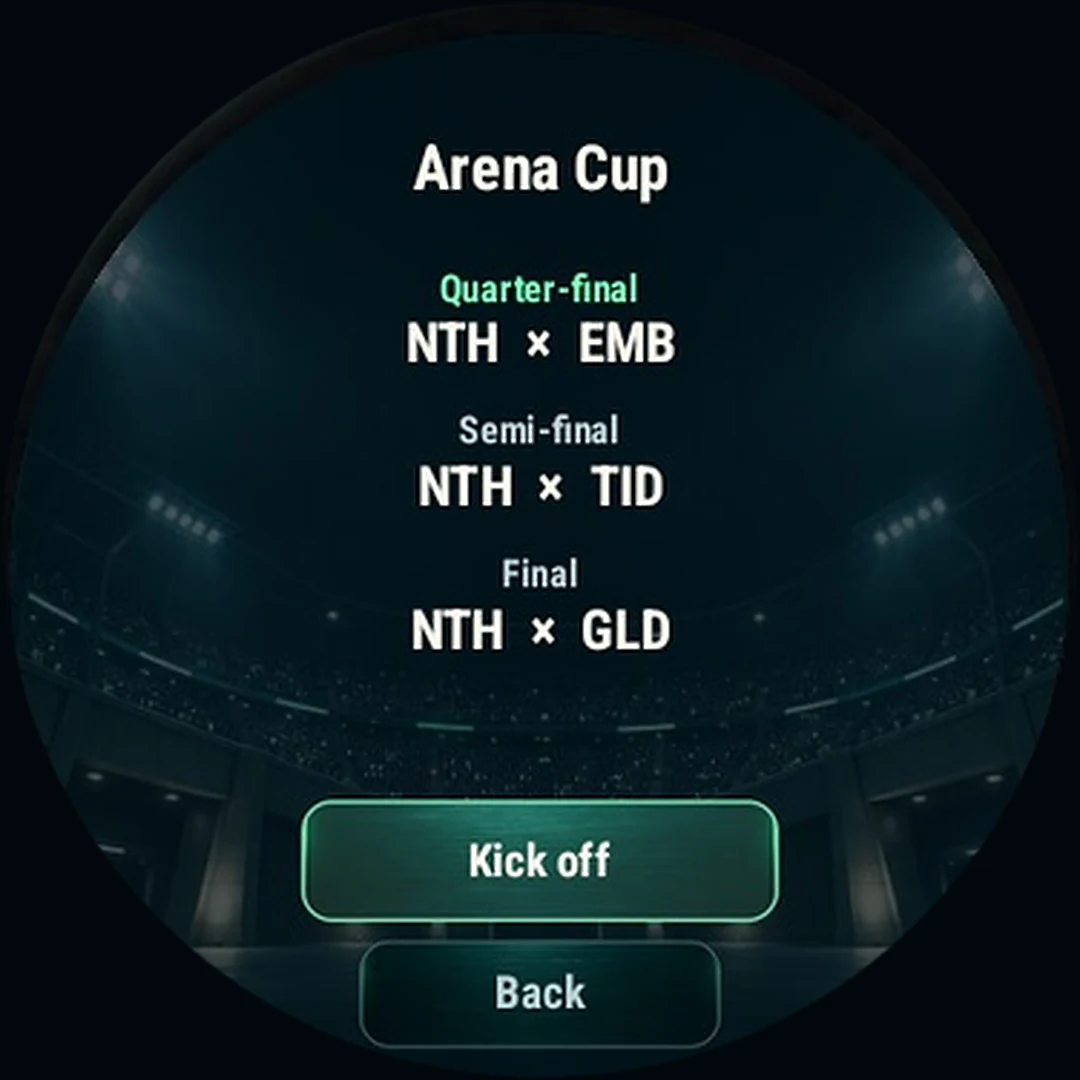 Arena Cup
Quarter-final
NTH × EMB
Semi-final
NTH × TID
Final
NTH × GLD
Kick off
Back